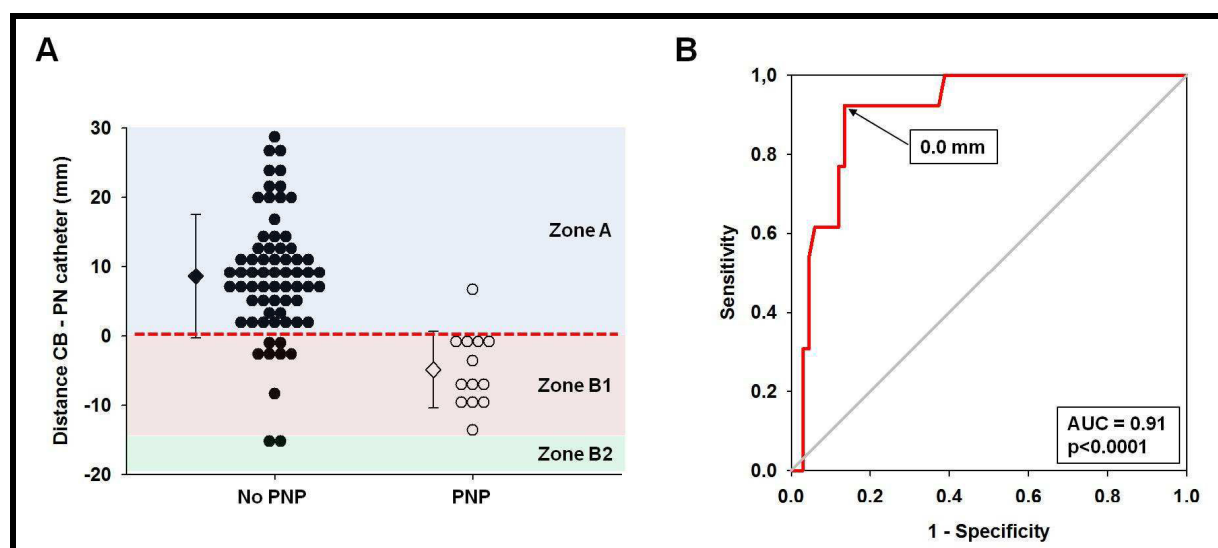 A
Distance CB - PN catheter (mm)
30
20
10
0
-10
-20
Zone A
Zone B1
Zone B2
No PNP
PNP
B
Sensitivity
1,0
0.8
0.6
0.4
0.2
0.0
0.0 mm
AUC = 0.91
p<0.0001
0.0 0.2 0.4 0.6 0.8 1.0
1 - Specificity